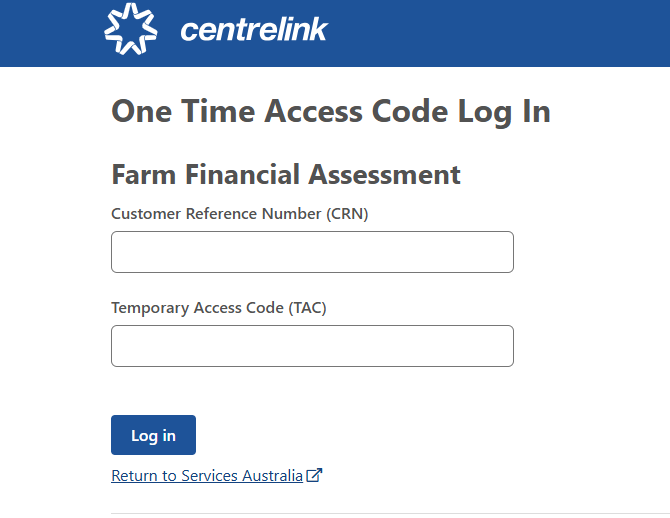 centrelink
One Time Access Code Log In
Farm Financial Assessment
Customer Reference Number (CRN)
Temporary Access Code (TAC)
Log in
Return to Services Australia